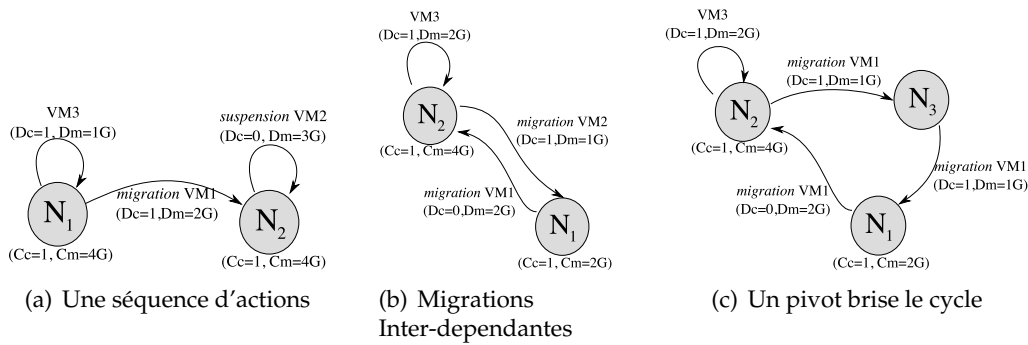 VM3
(Dc=1, Dm=1G)
suspension VM2
(Dc=0, Dm=3G)
migration VM1
(Dc=1,Dm=2G)
N1
N2
(Cc=1, Cm=4G)
(Cc=1, Cm=4G)
(a) Une séquence d'actions
VM3
(Dc=1,Dm=2G)
N2
(Cc=1, Cm=4G)
migration VM2
(Dc=1,Dm=1G)
migration VM1
(Dc=0,Dm=2G)
N1
(Cc=1, Cm=2G)
(b) Migrations
Inter-dependantes
VM3
(Dc=1,Dm=2G)
migration VM1
(Dc=1,Dm=1G)
N2
N3
(Cc=1, Cm=4G)
migration VM1
(Dc=1,Dm=1G)
migration VM1
(Dc=0,Dm=2G)
N1
(Cc=1, Cm=2G)
(c) Un pivot brise le cycle